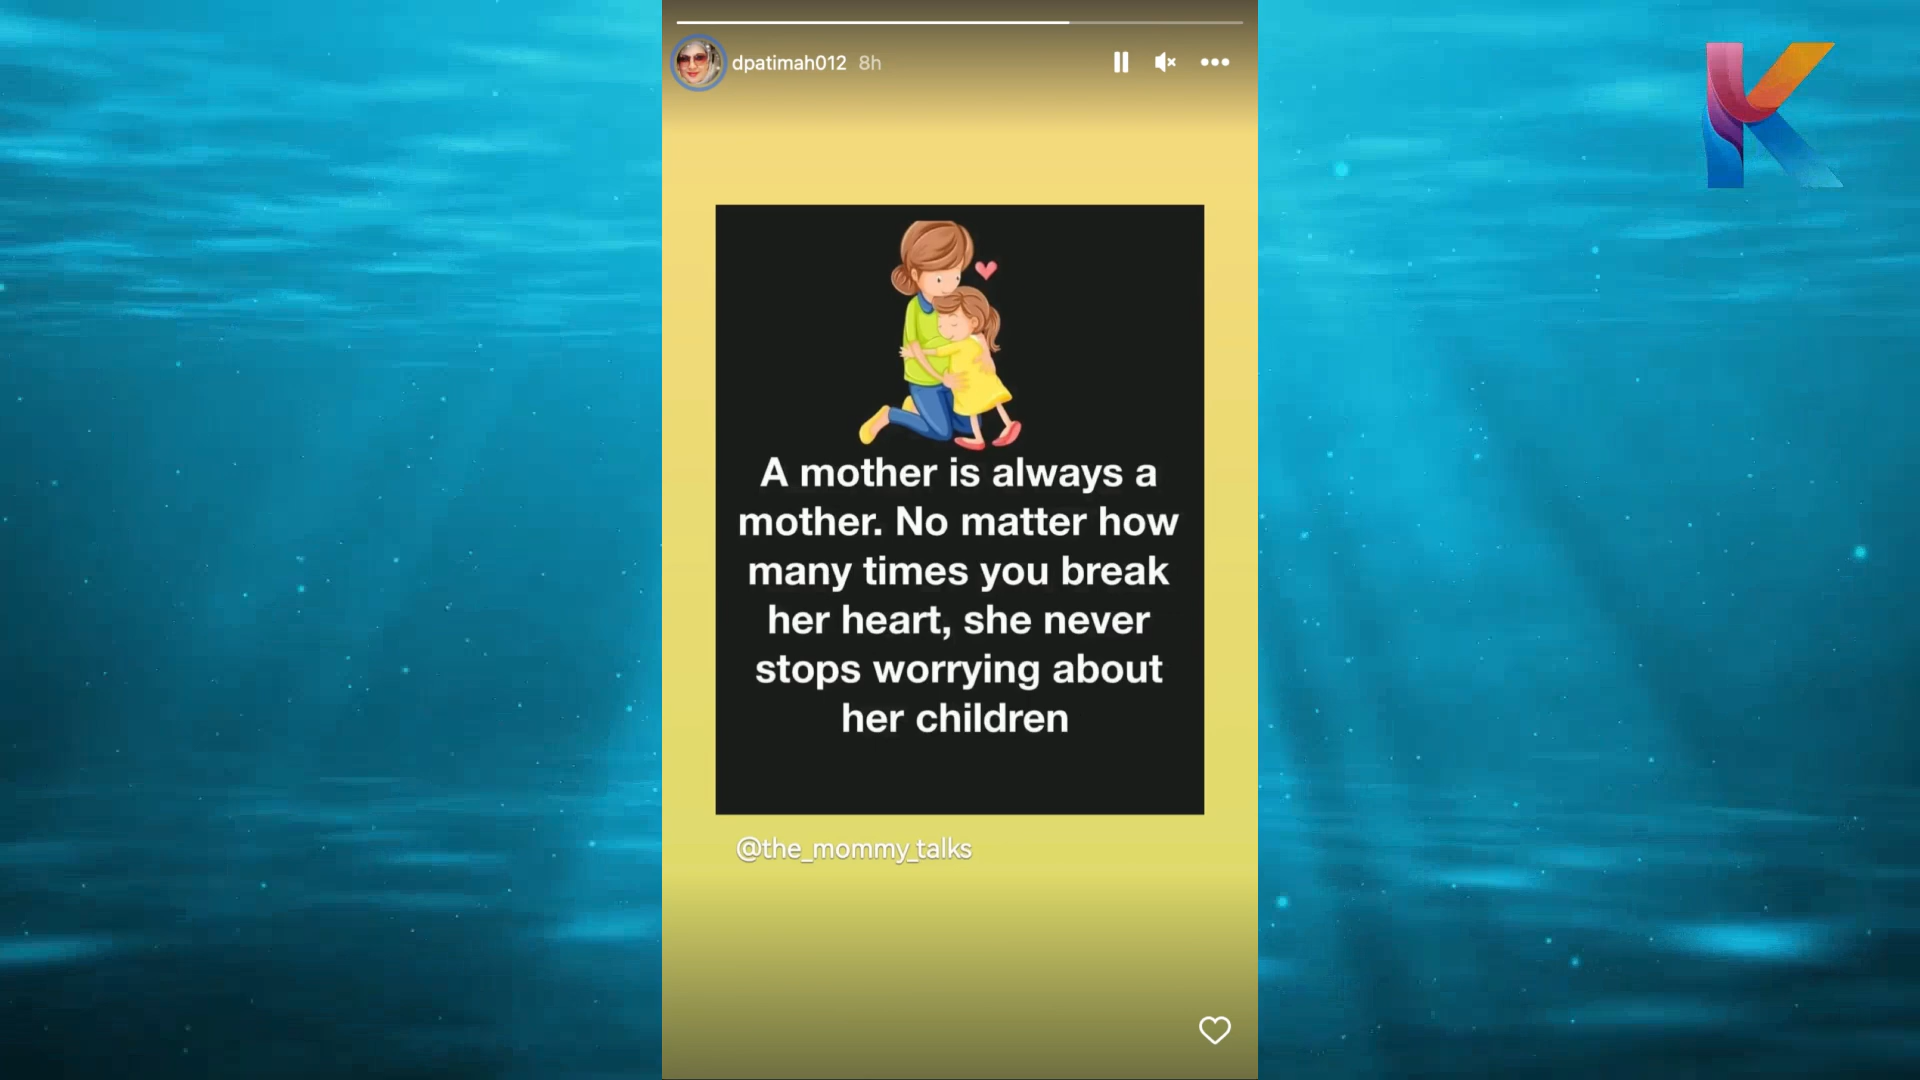 dpatimah012 8h
K
A mother is always a
mother. No matter how
many times you break
her heart, she never
stops worrying about
her children
@the_mommy_talks